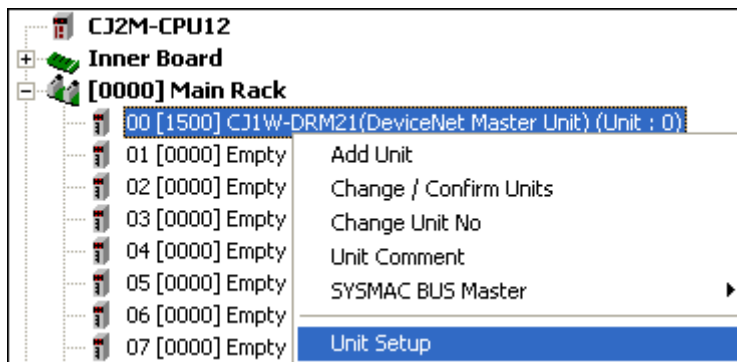 CJ2M-CPU12
Inner Board
[0000] Main Rack
00 [1500] CJ1W-DRM21(DeviceNet Master Unit) (Unit : 0)
01 [0000] Empty
02 [0000] Empty
03 [0000] Empty
04 [0000] Empty
05 [0000] Empty
06 [0000] Empty
07 [0000] Empty
Add Unit
Change / Confirm Units
Change Unit No
Unit Comment
SYSMAC BUS Master
Unit Setup